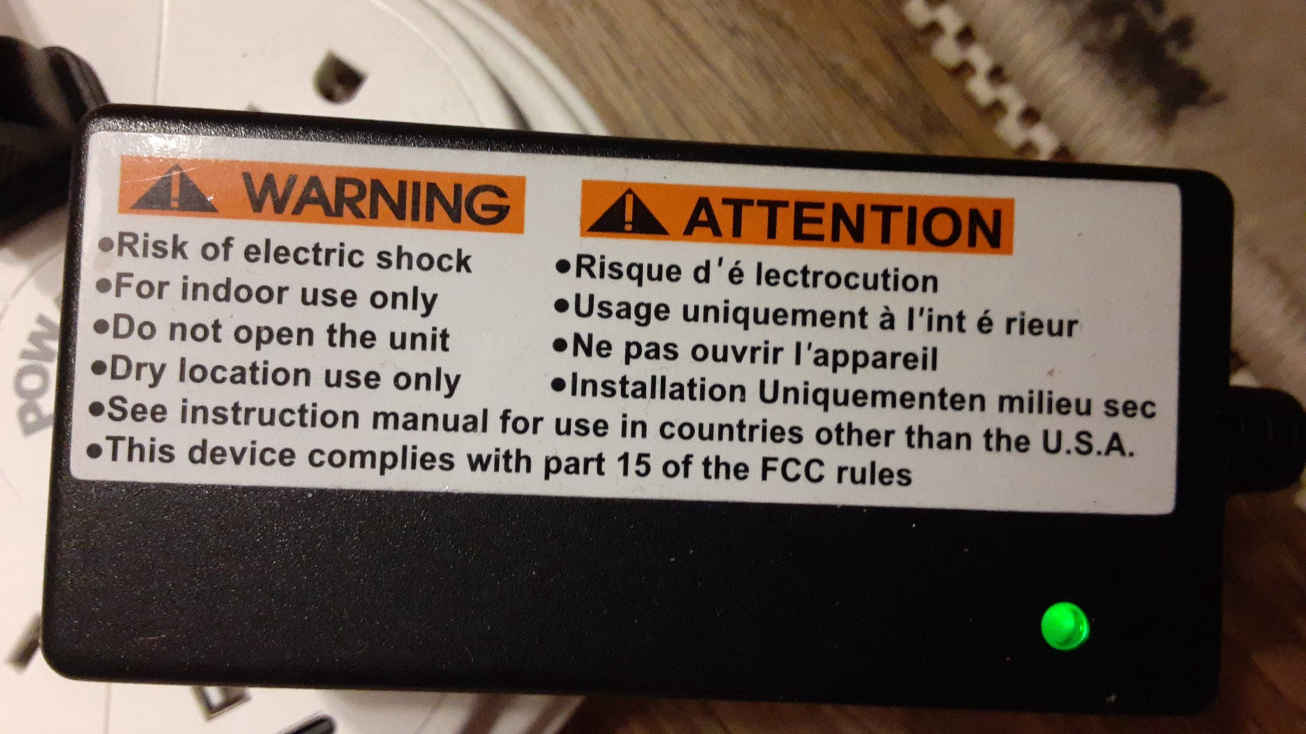 WARNING
•Risk of electric shock
•For indoor use only
•Do not open the unit
•Dry location use only
ATTENTION
•Risque d'é lectrocution
•Usage uniquement à l'int é rieur
•Ne pas ouvrir l'appareil
•Installation Uniquementen milieu sec
•See instruction manual for use in countries other than the U.S.A.
•This device complies with part 15 of the FCC rules